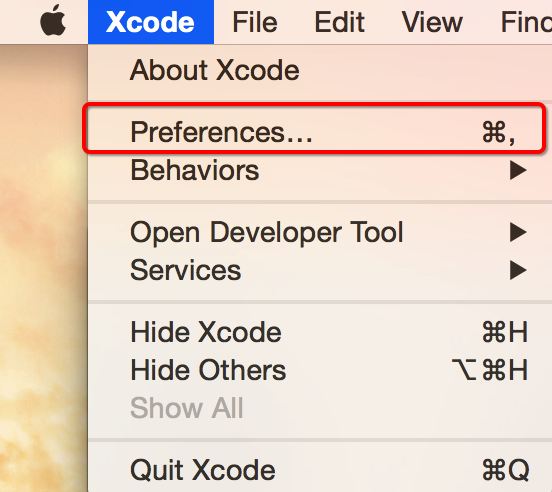 Xcode File Edit View Find
About Xcode
Preferences... ⌘,
Behaviors ▶
Open Developer Tool ▶
Services ▶
Hide Xcode ⌘H
Hide Others ⌥⌘H
Show All
Quit Xcode ⌘Q